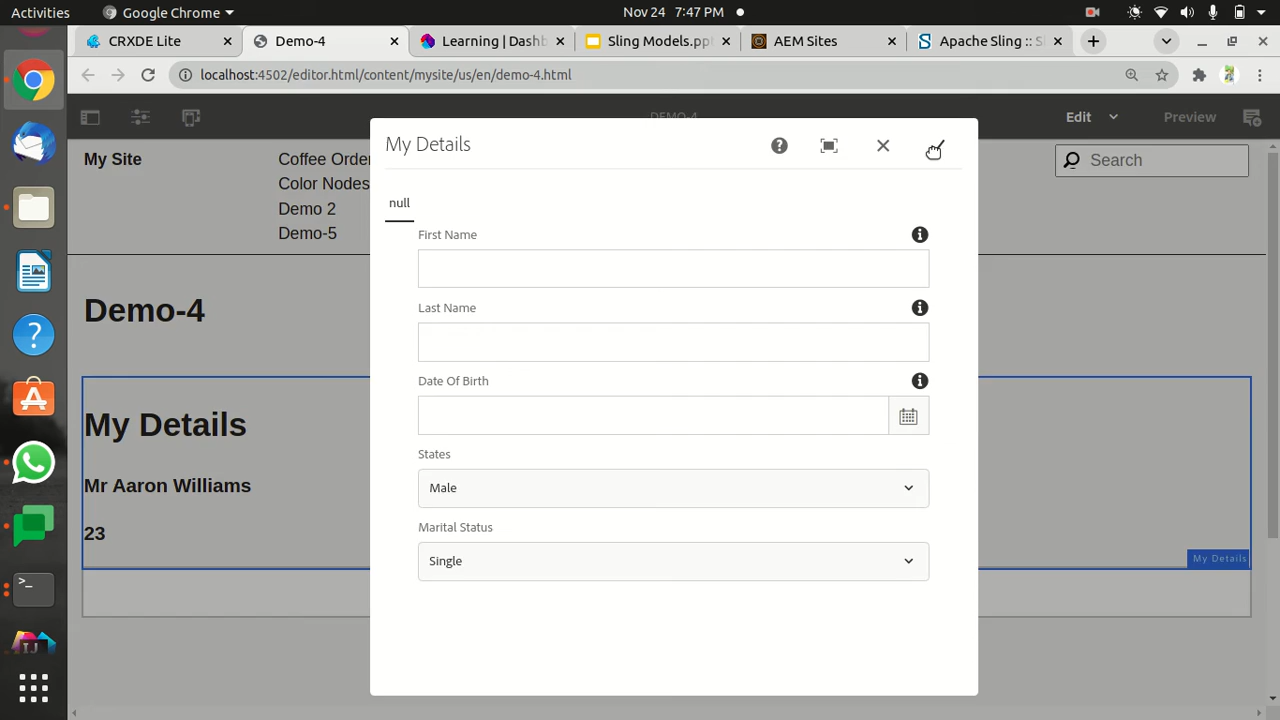 Activities
Google Chrome
Nov 24 7:47 PM
CRXDE Lite
Demo-4
Learning | Dashb
Sling Models.pp
AEM Sites
Apache Sling :: S
localhost:4502/editor.html/content/mysite/us/en/demo-4.html
DEMO-4
Edit
Preview
My Site
Coffee Order
Color Nodes
Demo 2
Demo-5
Search
Demo-4
My Details
Mr Aaron Williams
23
My Details
My Details
null
First Name
Last Name
Date Of Birth
States
Male
Marital Status
Single